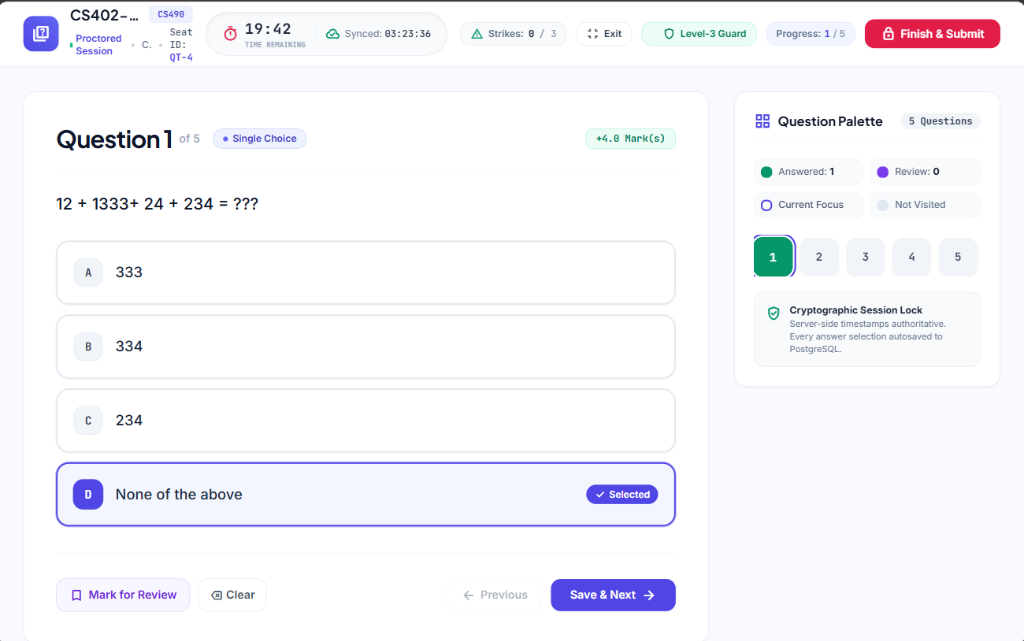 CS402-... CS490
Proctored Session
C.
Seat ID: QT-4
19:42
TIME REMAINING
Synced: 03:23:36
Strikes: 0 / 3
Exit
Level-3 Guard
Progress: 1 / 5
Finish & Submit
Question 1 of 5
Single Choice
+4.0 Mark(s)
12 + 1333+ 24 + 234 = ???
A 333
B 334
C 234
D None of the above
Selected
Mark for Review
Clear
Previous
Save & Next
Question Palette
5 Questions
Answered: 1
Review: 0
Current Focus
Not Visited
1 2 3 4 5
Cryptographic Session Lock
Server-side timestamps authoritative.
Every answer selection autosaved to
PostgreSQL.